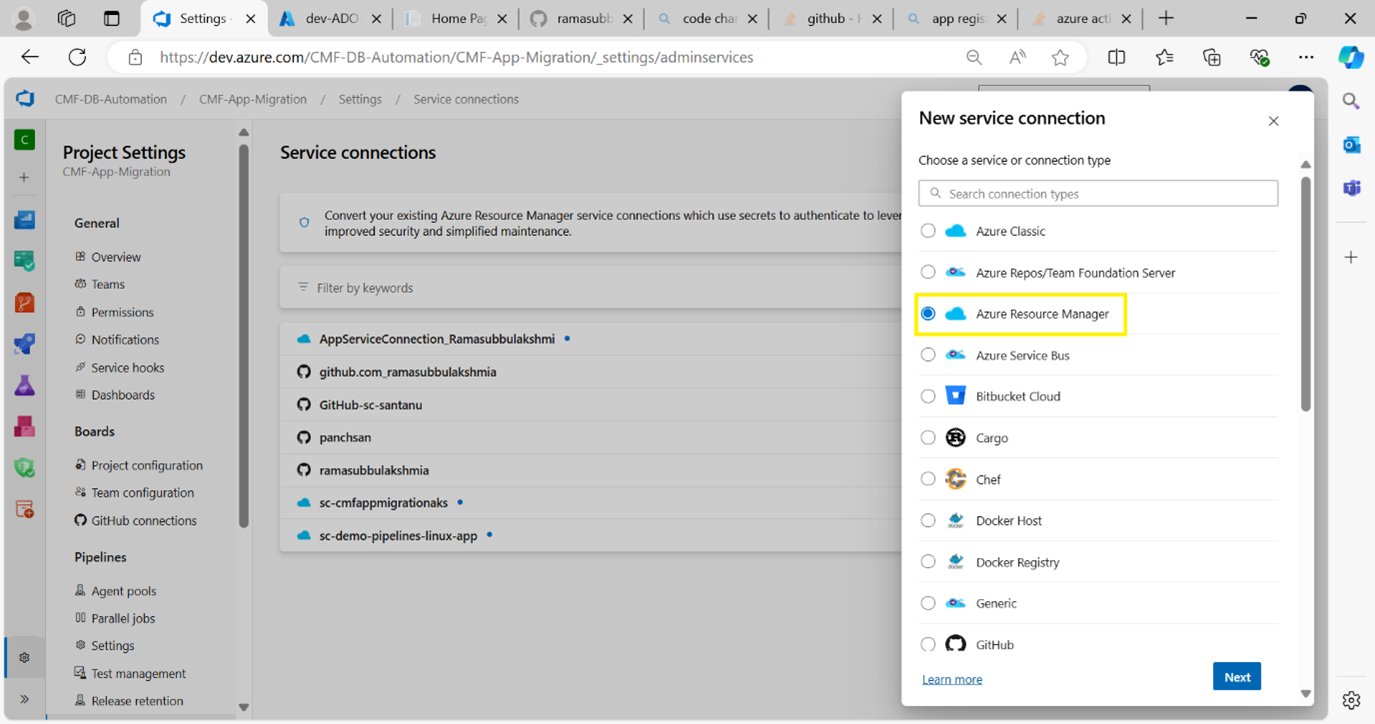 Settings -
dev-ADO-
Home Pag
ramasubb
code chan
github - H
app regist
azure acti
https://dev.azure.com/CMF-DB-Automation/CMF-App-Migration/_settings/adminservices
CMF-DB-Automation / CMF-App-Migration / Settings / Service connections
C
Project Settings
CMF-App-Migration
General
Overview
Teams
Permissions
Notifications
Service hooks
Dashboards
Boards
Project configuration
Team configuration
GitHub connections
Pipelines
Agent pools
Parallel jobs
Settings
Test management
Release retention
Service connections
Convert your existing Azure Resource Manager service connections which use secrets to authenticate to lever
improved security and simplified maintenance.
Filter by keywords
AppServiceConnection_Ramasubbulakshmi
github.com_ramasubbulakshmia
GitHub-sc-santanu
panchsan
ramasubbulakshmia
sc-cmfappmigrationaks
sc-demo-pipelines-linux-app
New service connection
Choose a service or connection type
Search connection types
Azure Classic
Azure Repos/Team Foundation Server
Azure Resource Manager
Azure Service Bus
Bitbucket Cloud
Cargo
Chef
Docker Host
Docker Registry
Generic
GitHub
Learn more
Next